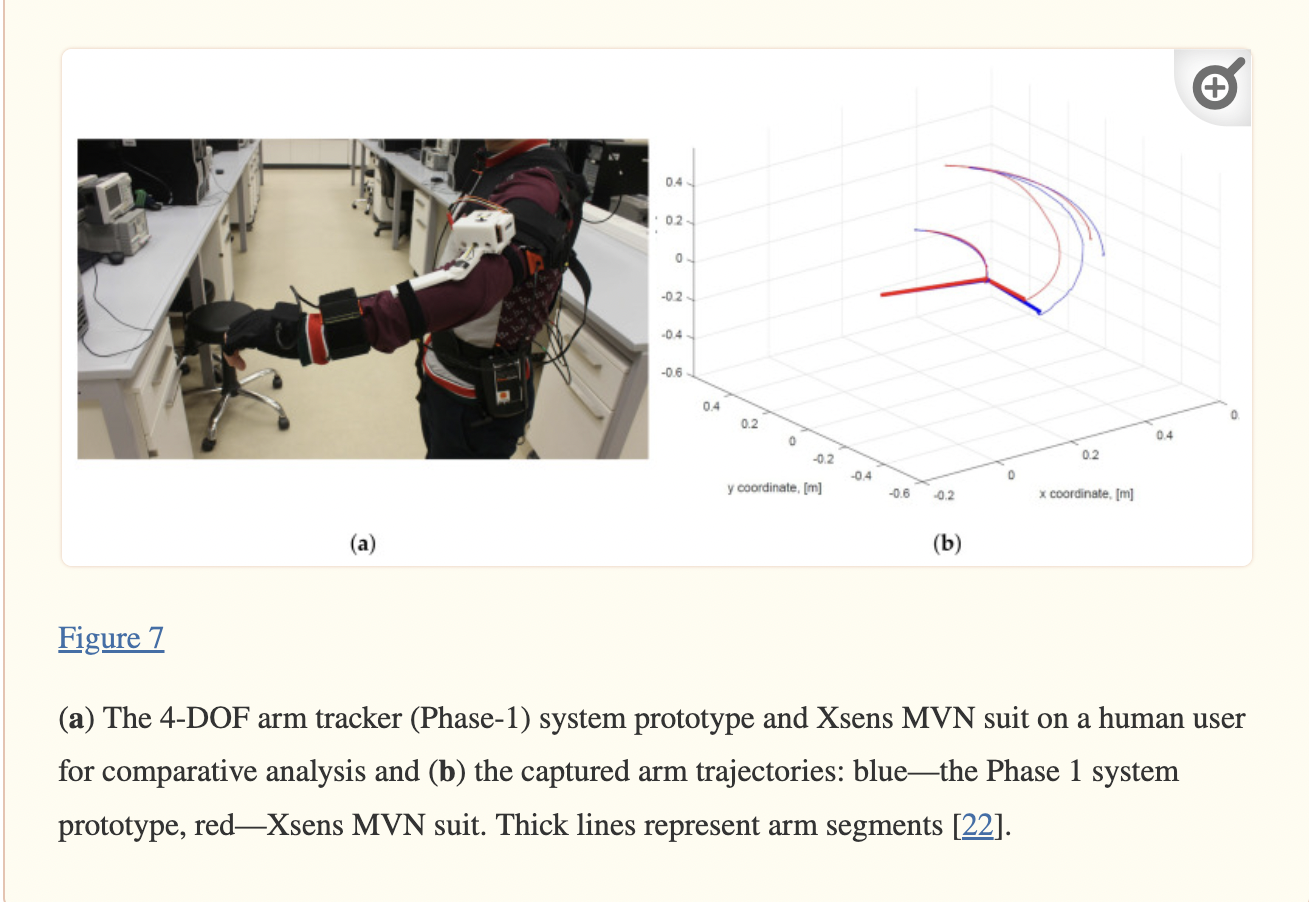 0.4
0.2
0
-0.2
-0.4
-0.6
0.4
0.2
0
-0.2
-0.4
-0.6
-0.2
0
0.2
0.4
0.
y coordinate, [m]
x coordinate, [m]
(a)
(b)
Figure 7
(a) The 4-DOF arm tracker (Phase-1) system prototype and Xsens MVN suit on a human user
for comparative analysis and (b) the captured arm trajectories: blue—the Phase 1 system
prototype, red—Xsens MVN suit. Thick lines represent arm segments [22].